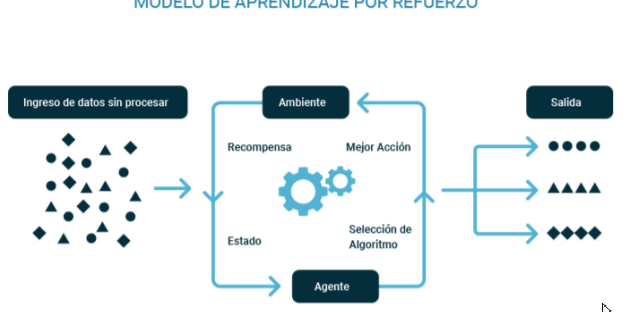 MODELO DE APRENDIZAJE POR REFUERZO
Ingreso de datos sin procesar
Ambiente
Salida
Recompensa
Mejor Acción
Estado
Selección de
Algoritmo
Agente